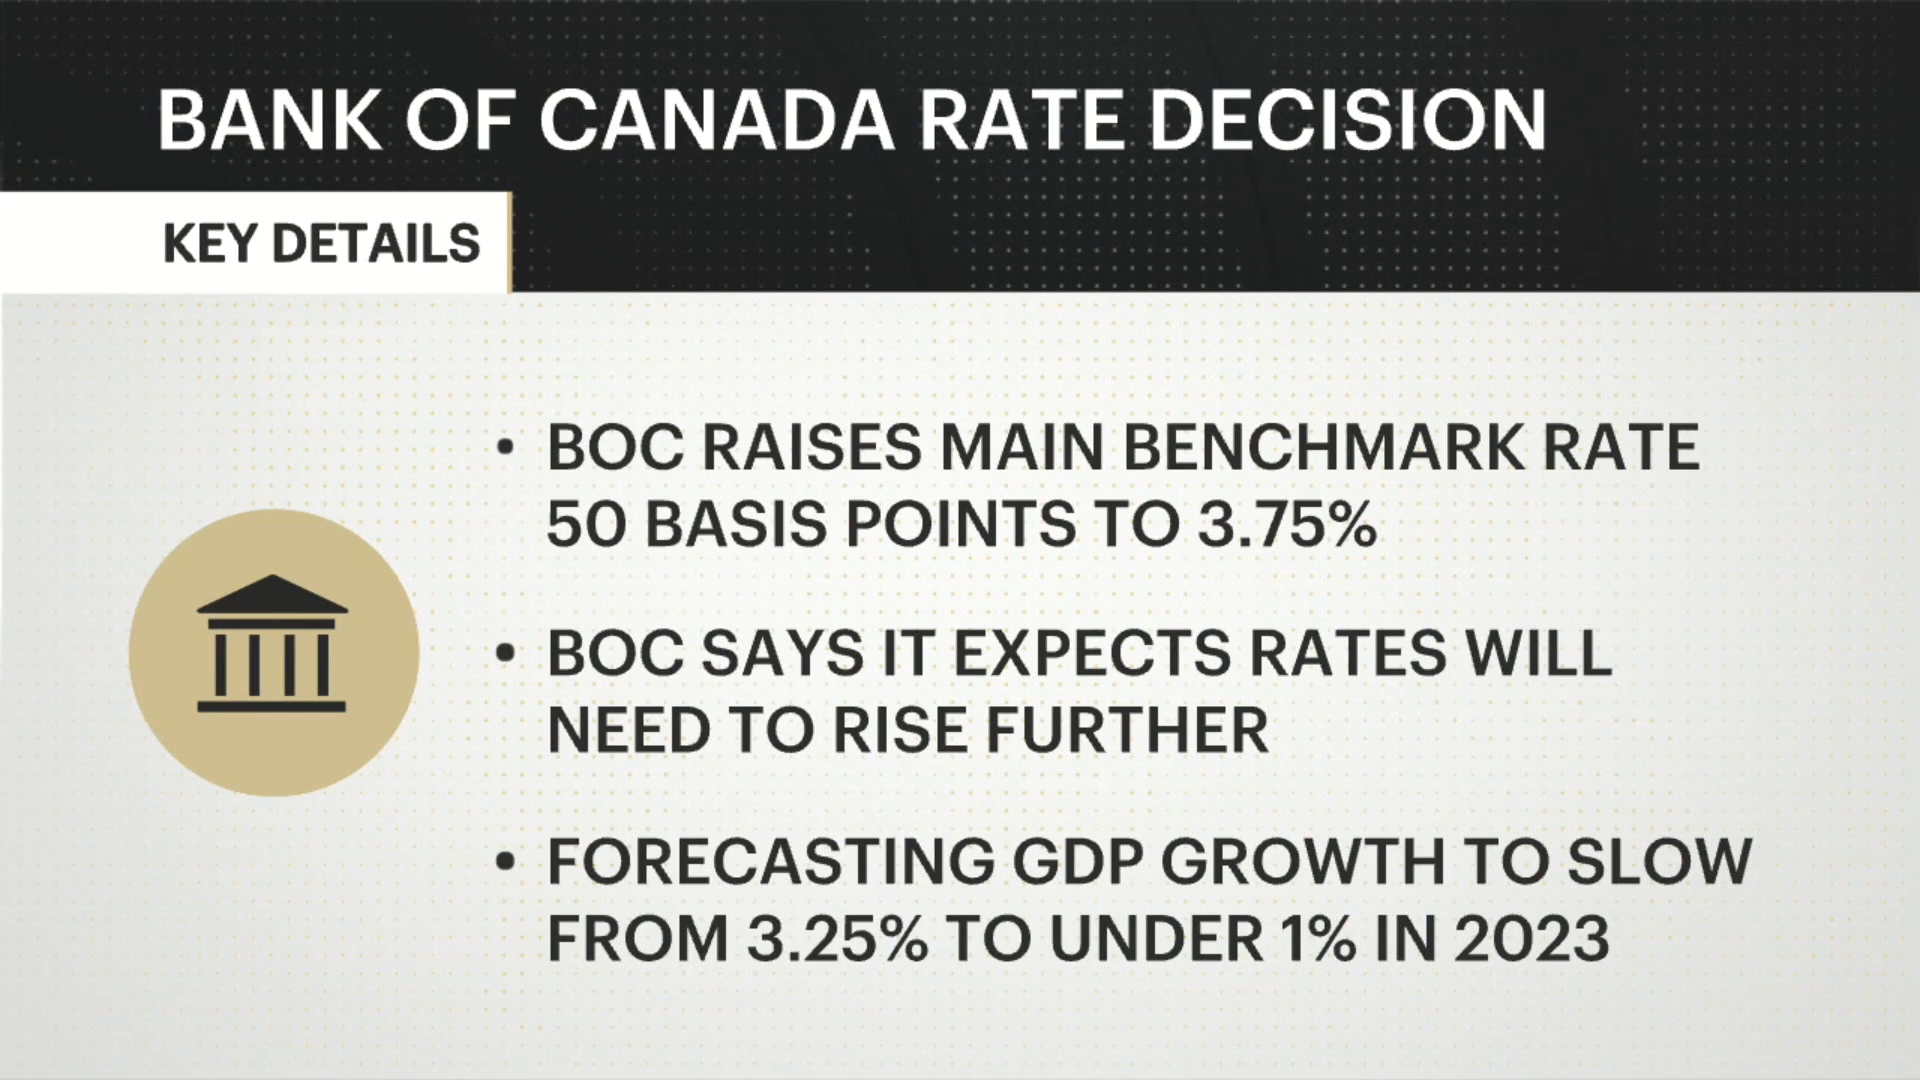 BANK OF CANADA RATE DECISION
KEY DETAILS
• BOC RAISES MAIN BENCHMARK RATE
50 BASIS POINTS TO 3.75%
• BOC SAYS IT EXPECTS RATES WILL
NEED TO RISE FURTHER
• FORECASTING GDP GROWTH TO SLOW
FROM 3.25% TO UNDER 1% IN 2023